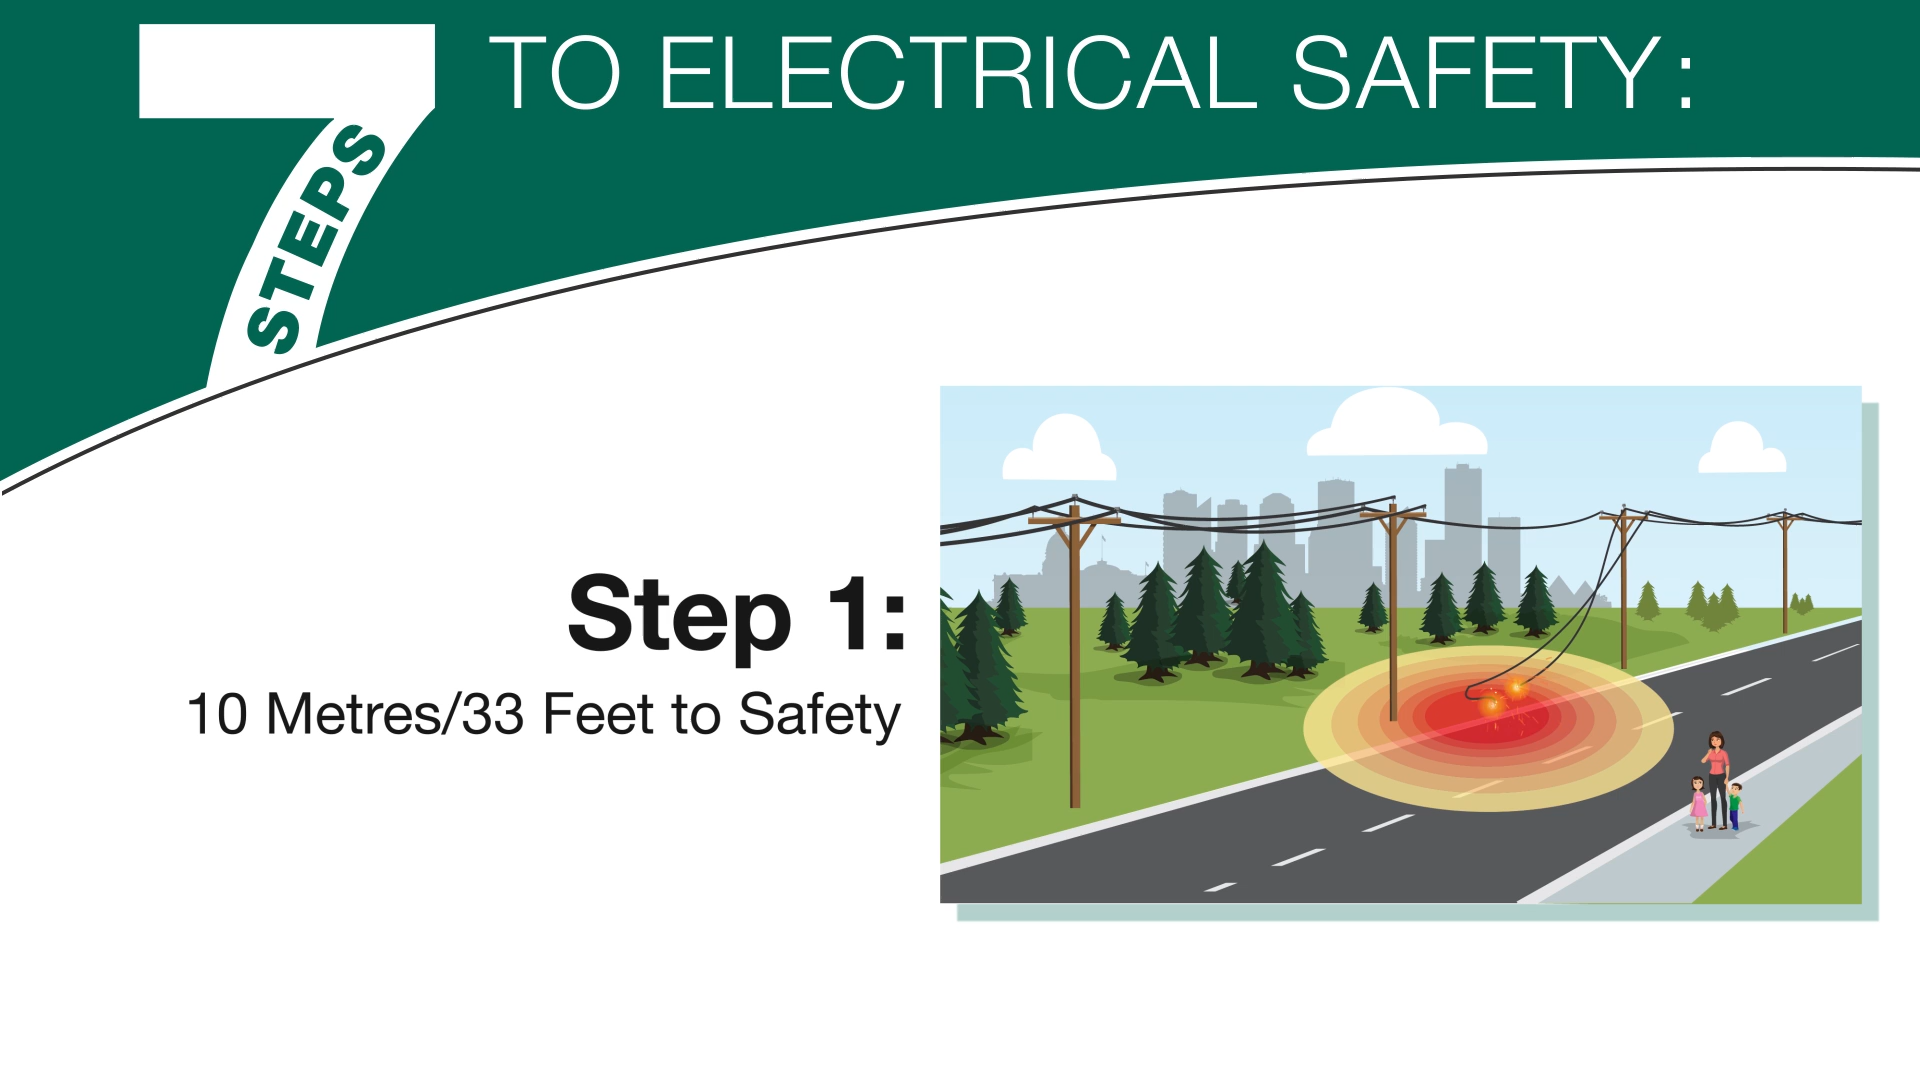 7 STEPS TO ELECTRICAL SAFETY:
Step 1:
10 Metres/33 Feet to Safety